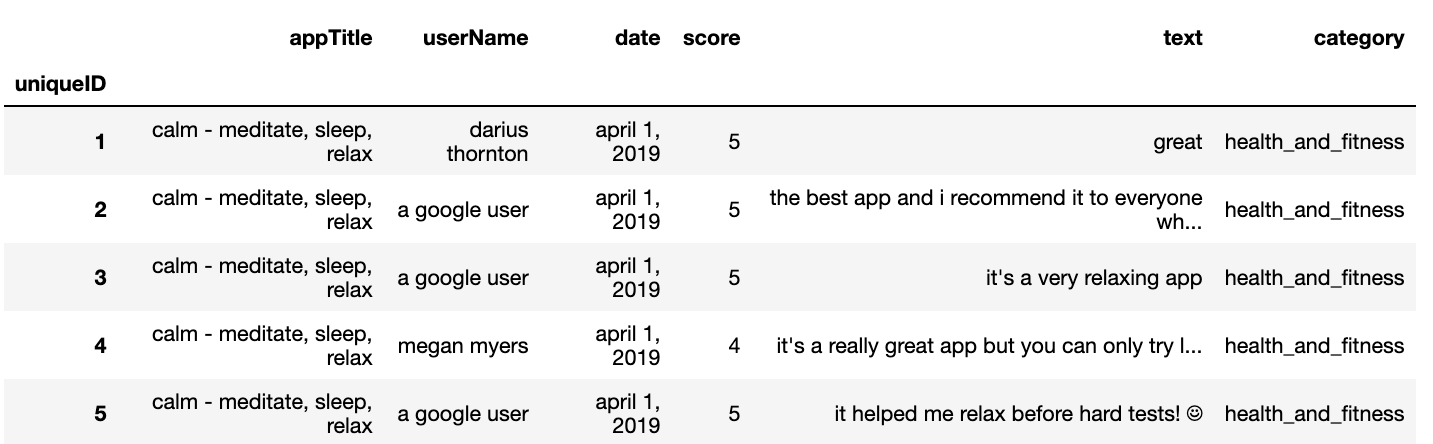 appTitle userName date score text category
uniqueID
1 calm - meditate, sleep, relax darius thornton april 1, 2019 5 great health_and_fitness
2 calm - meditate, sleep, relax a google user april 1, 2019 5 the best app and i recommend it to everyone wh... health_and_fitness
3 calm - meditate, sleep, relax a google user april 1, 2019 5 it's a very relaxing app health_and_fitness
4 calm - meditate, sleep, relax megan myers april 1, 2019 4 it's a really great app but you can only try l... health_and_fitness
5 calm - meditate, sleep, relax a google user april 1, 2019 5 it helped me relax before hard tests! ☺ health_and_fitness